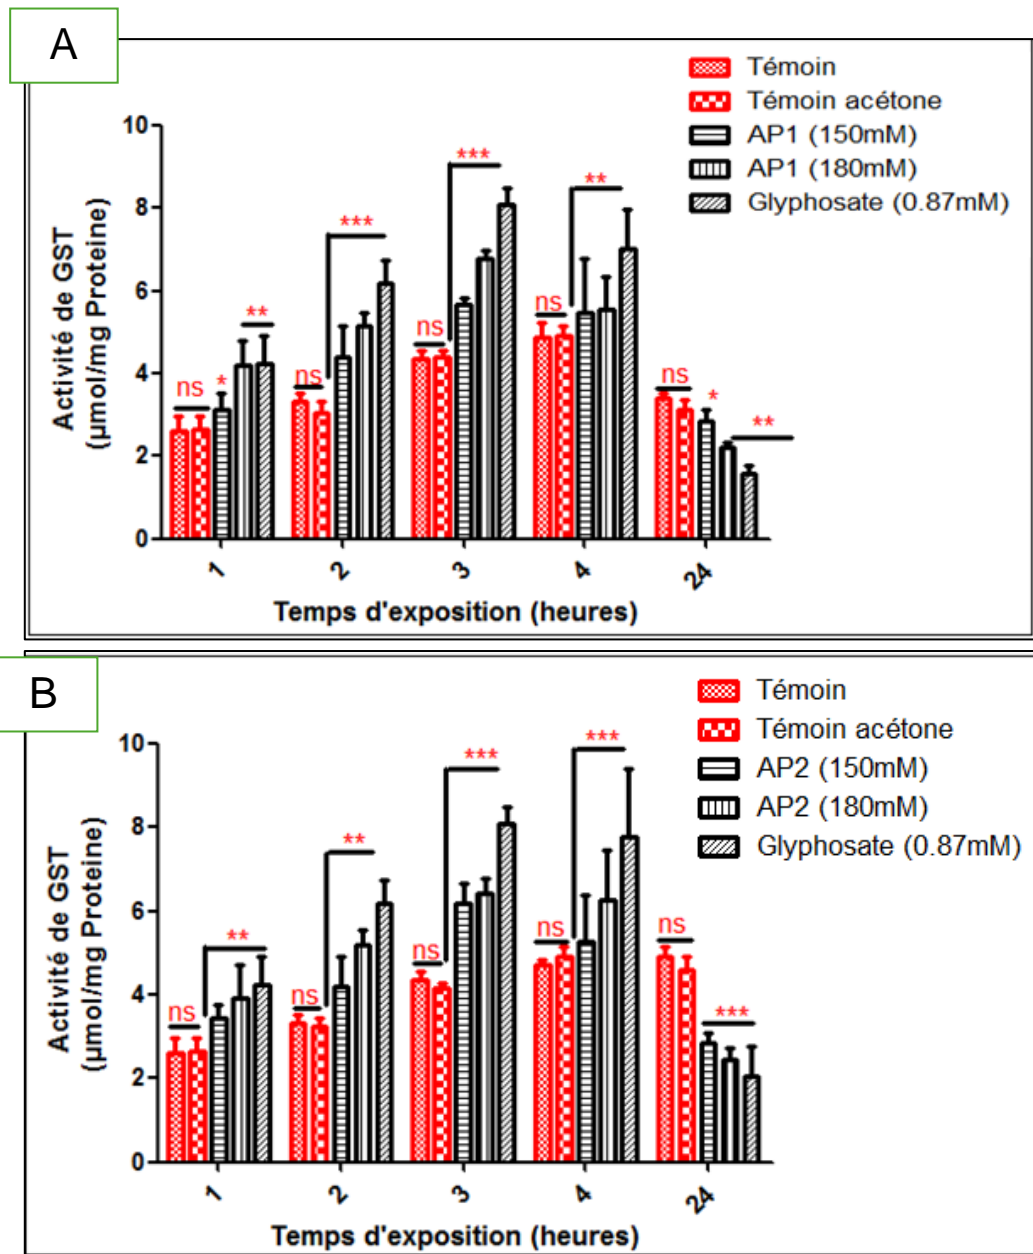 A
Témoin
Témoin acétone
AP1 (150mM)
AP1 (180mM)
Glyphosate (0.87mM)
Activité de GST
(µmol/mg Proteine)
10
8
6
4
2
0
ns
*
**
ns
***
ns
***
ns
**
ns
*
**
1
2
3
4
24
Temps d'exposition (heures)
B
Témoin
Témoin acétone
AP2 (150mM)
AP2 (180mM)
Glyphosate (0.87mM)
Activité de GST
(µmol/mg Proteine)
10
8
6
4
2
0
ns
**
ns
**
ns
***
ns
***
ns
***
1
2
3
4
24
Temps d'exposition (heures)